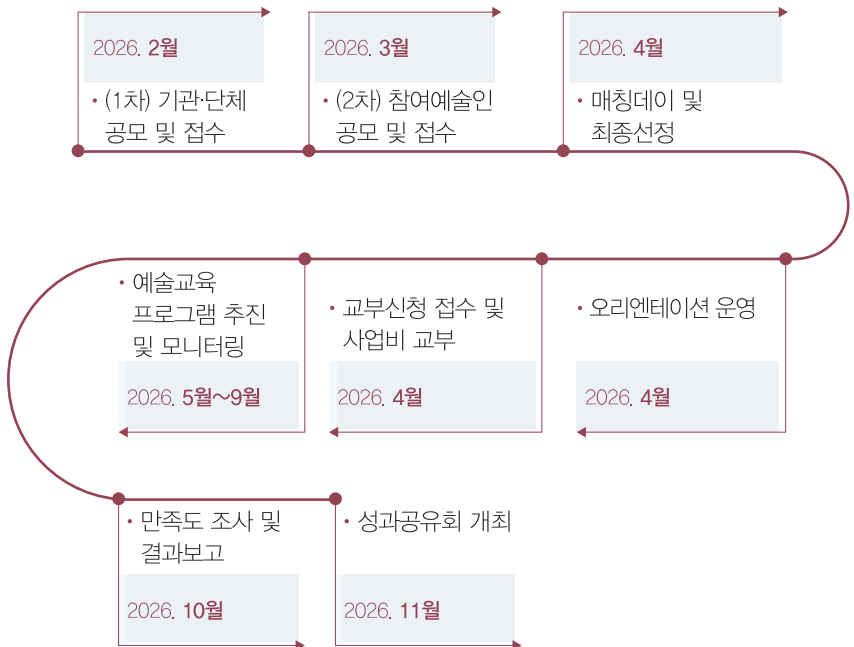 2026. 2월
• (1차) 기관·단체
공모 및 접수
2026. 3월
• (2차) 참여예술인
공모 및 접수
2026. 4월
• 매칭데이 및
최종선정
• 오리엔테이션 운영
2026. 4월
• 교부신청 접수 및
사업비 교부
2026. 4월
• 예술교육
프로그램 추진
및 모니터링
2026. 5월~9월
• 만족도 조사 및
결과보고
2026. 10월
• 성과공유회 개최
2026. 11월